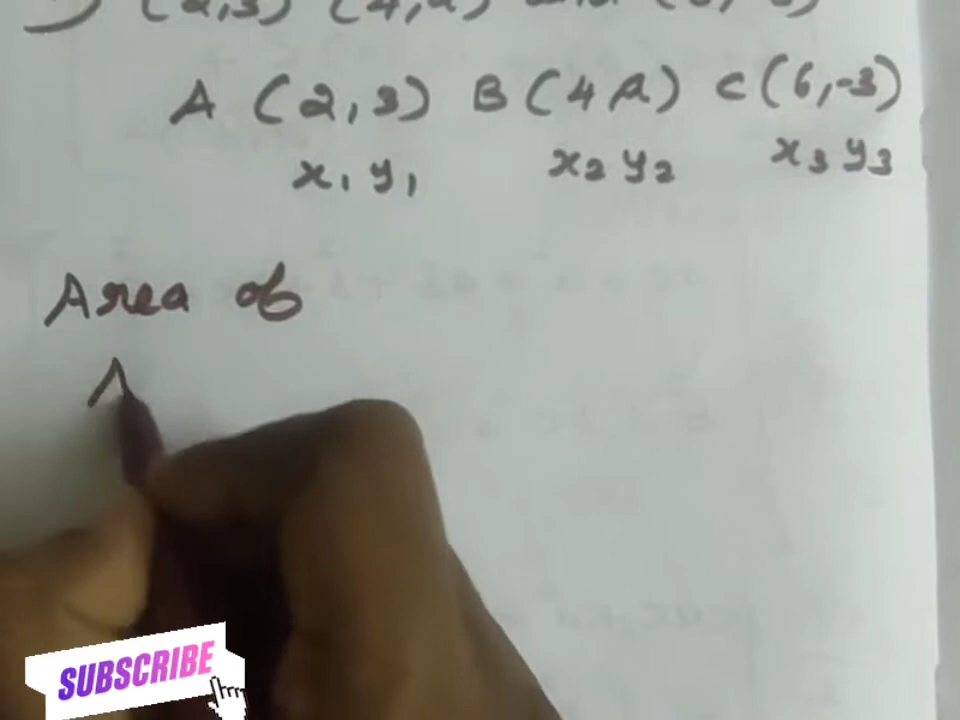 A (2, 3) B (4, a) C (6, -3)
x₁ y₁ x₂ y₂ x₃ y₃
Area of
SUBSCRIBE